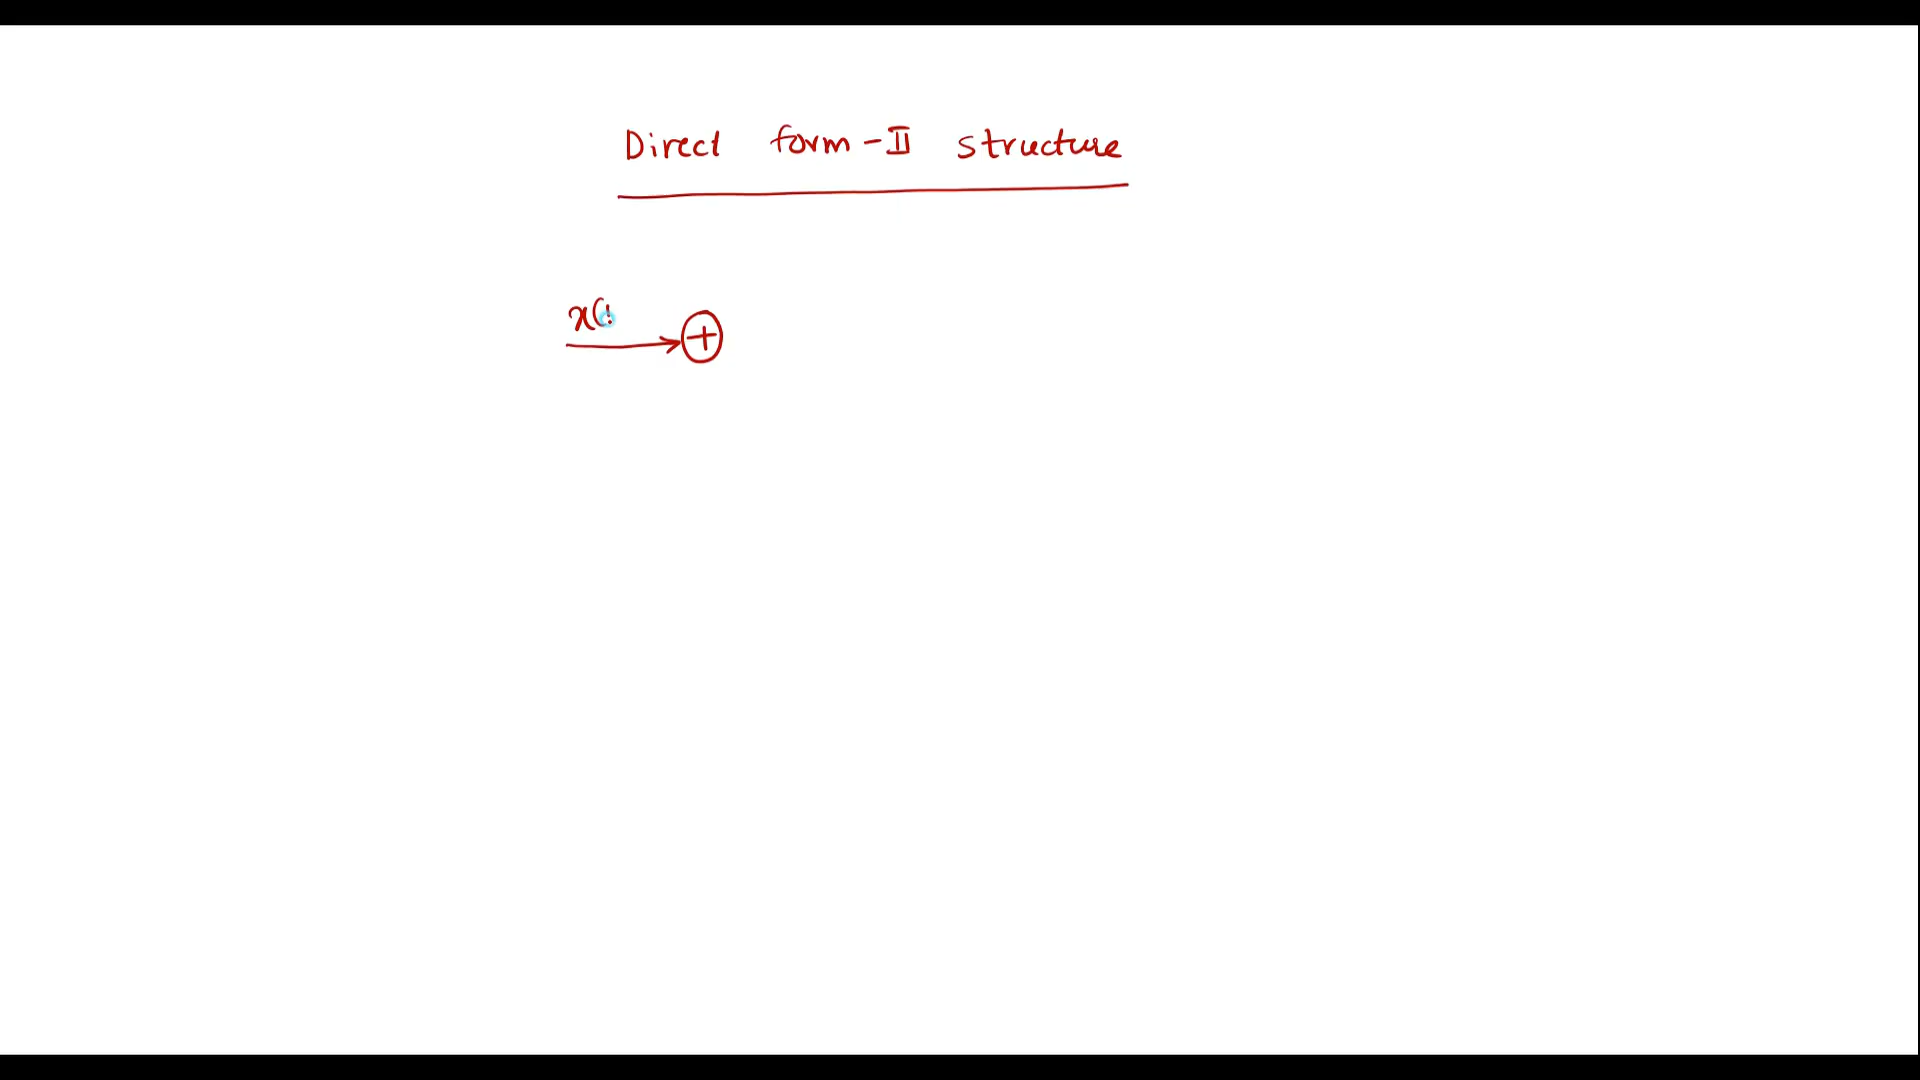 Direct form-II structure
x(
+